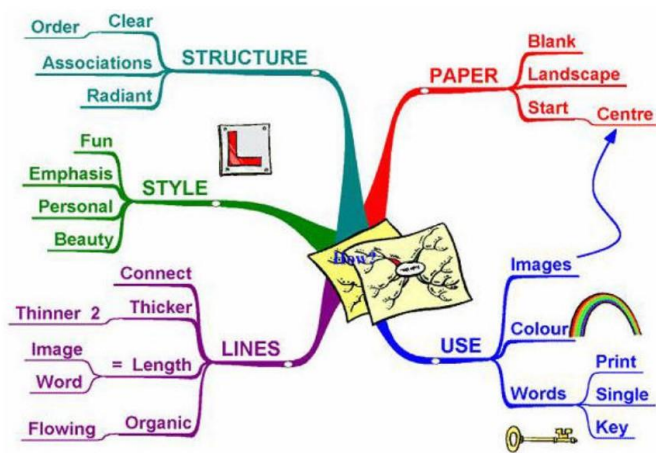 How?
PAPER
Blank
Landscape
Start
Centre
USE
Images
Colour
Words
Print
Single
Key
LINES
Connect
Thicker
Thinner 2
= Length
Image
Word
Organic
Flowing
STYLE
Fun
Emphasis
Personal
Beauty
STRUCTURE
Clear
Order
Associations
Radiant
L